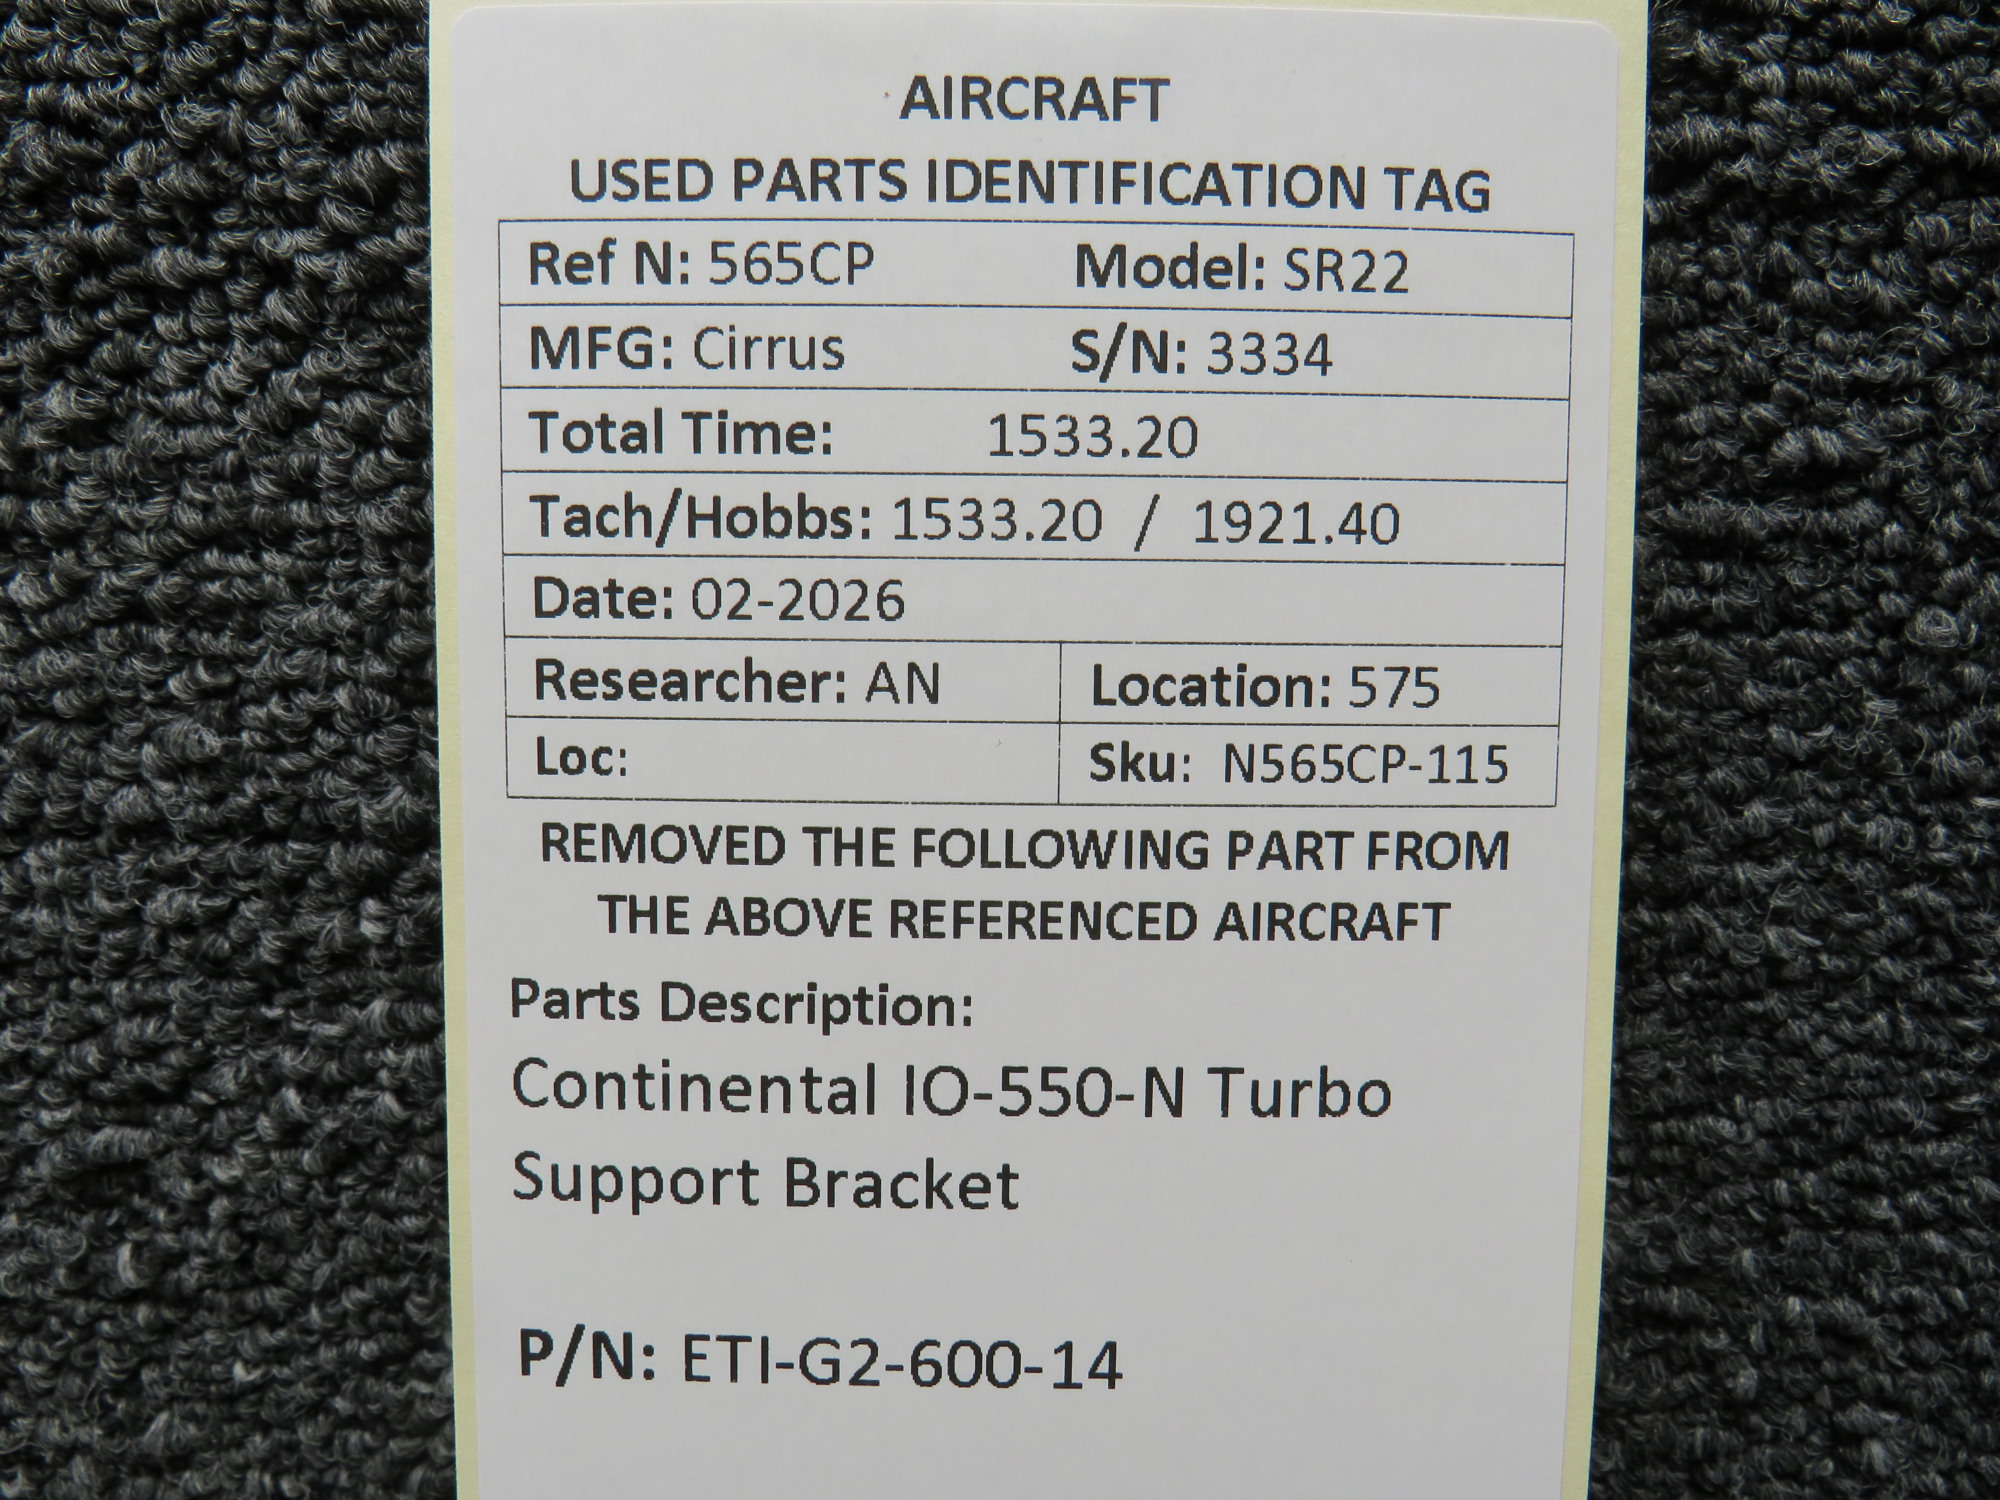 AIRCRAFT
USED PARTS IDENTIFICATION TAG
Ref N: 565CP Model: SR22
MFG: Cirrus S/N: 3334
Total Time: 1533.20
Tach/Hobbs: 1533.20 / 1921.40
Date: 02-2026
Researcher: AN Location: 575
Loc: Sku: N565CP-115
REMOVED THE FOLLOWING PART FROM
THE ABOVE REFERENCED AIRCRAFT
Parts Description:
Continental IO-550-N Turbo
Support Bracket
P/N: ETI-G2-600-14